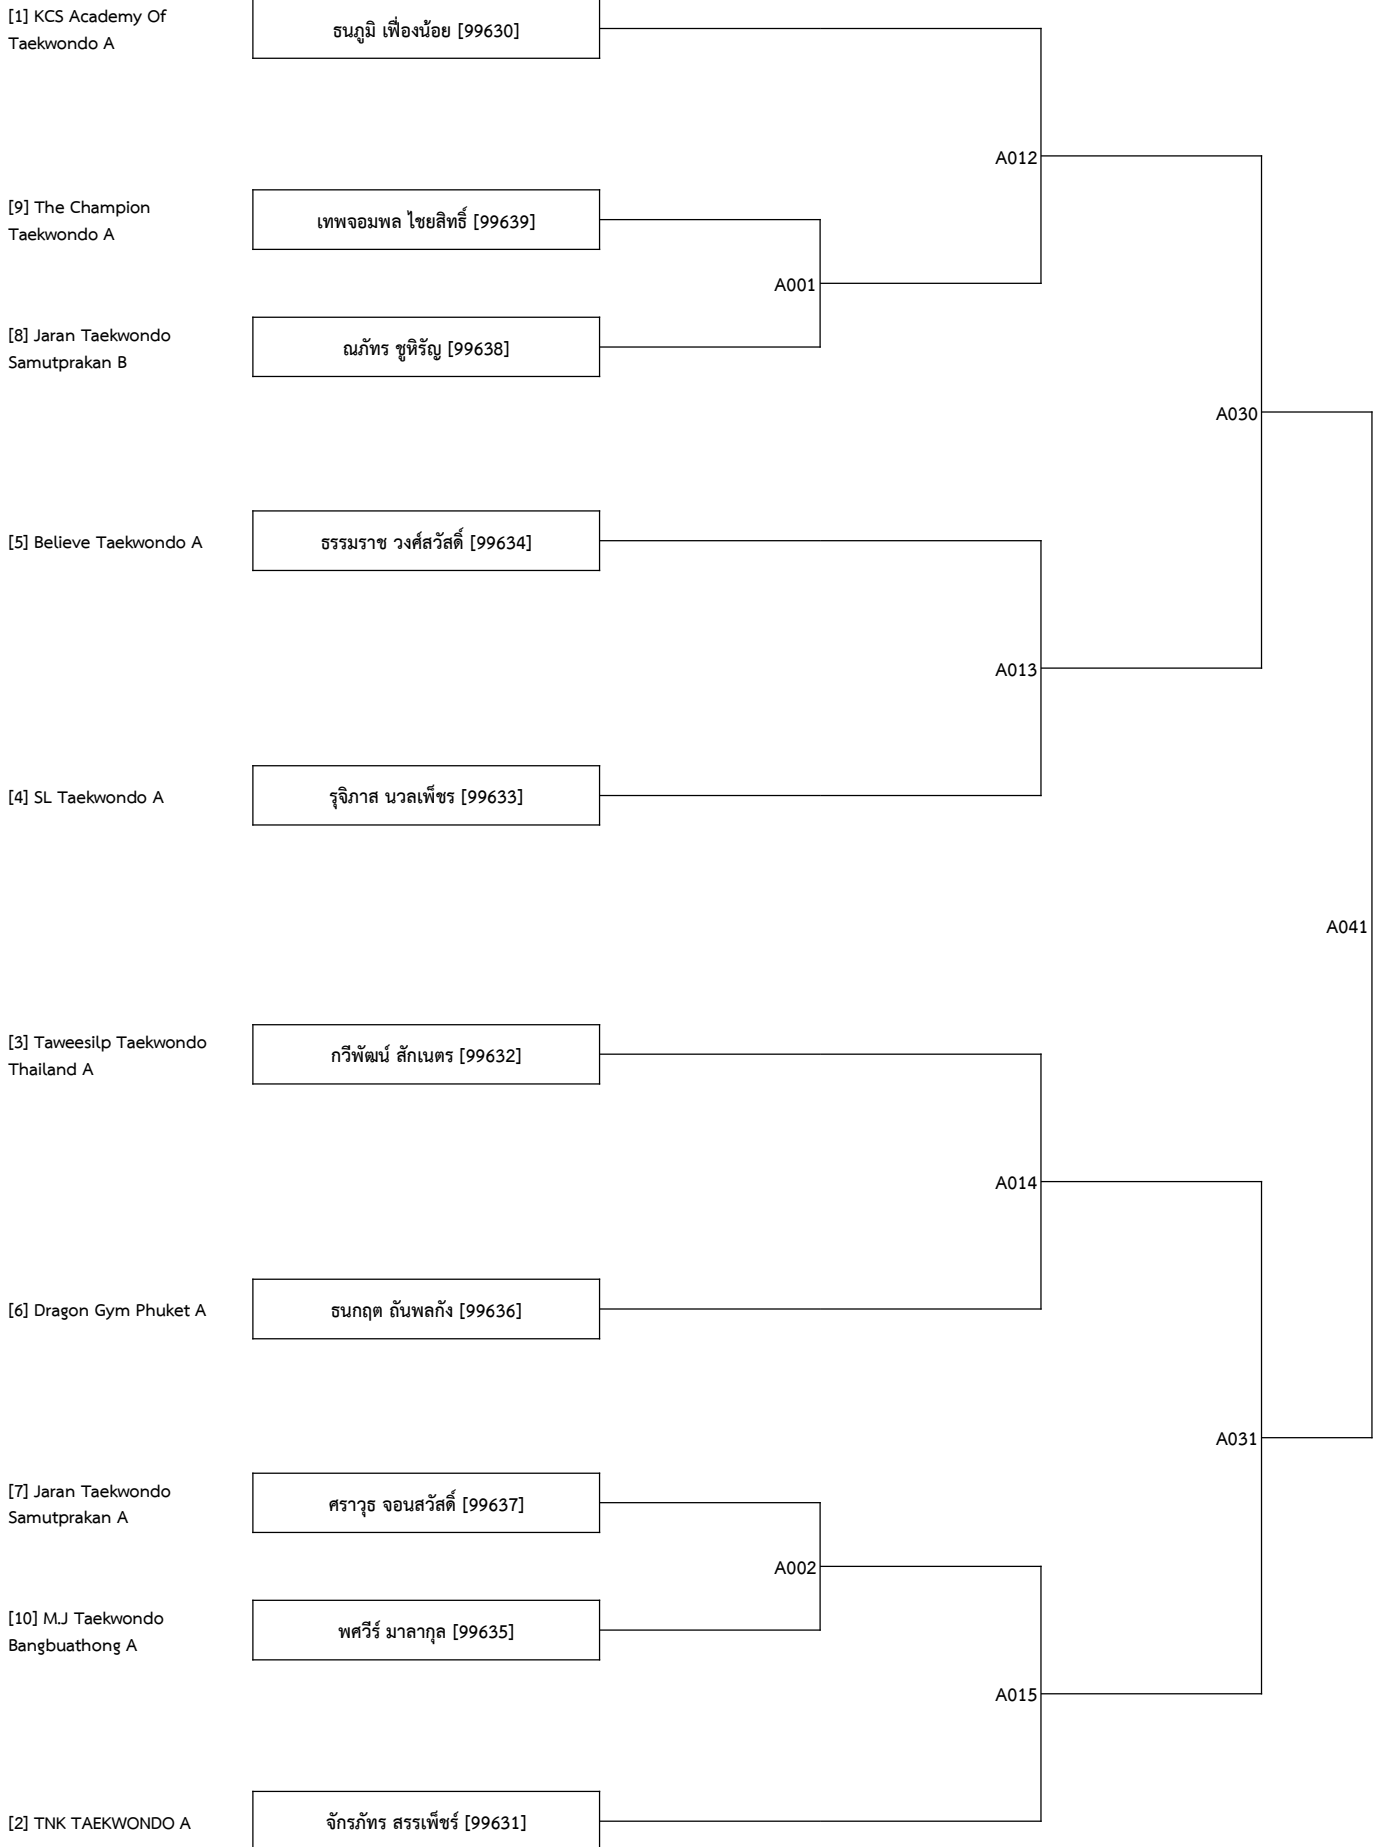 [1] KCS Academy Of
Taekwondo A
ธนภูมิ เฟื่องน้อย [99630]
A012
[9] The Champion
Taekwondo A
เทพจอมพล ไชยสิทธิ์ [99639]
A001
[8] Jaran Taekwondo
Samutprakan B
ณภัทร ชูหิรัญ [99638]
A030
[5] Believe Taekwondo A
ธรรมราช วงศ์สวัสดิ์ [99634]
A013
[4] SL Taekwondo A
รุจิภาส นวลเพ็ชร [99633]
A041
[3] Taweesilp Taekwondo
Thailand A
กวีพัฒน์ สักเนตร [99632]
A014
[6] Dragon Gym Phuket A
ธนกฤต ถันพลกัง [99636]
A031
[7] Jaran Taekwondo
Samutprakan A
ศราวุธ จอนสวัสดิ์ [99637]
A002
[10] M.J Taekwondo
Bangbuathong A
พศวีร์ มาลากุล [99635]
A015
[2] TNK TAEKWONDO A
จักรภัทร สรรเพ็ชร์ [99631]